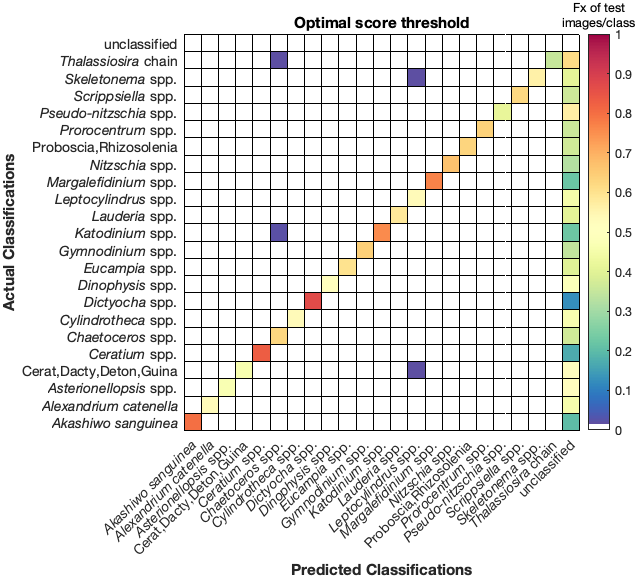 Optimal score threshold
Fx of test
images/class
unclassified
Thalassiosira chain
Skeletonema spp.
Scrippsiella spp.
Pseudo-nitzschia spp.
Prorocentrum spp.
Proboscia,Rhizosolenia
Nitzschia spp.
Margalefidinium spp.
Leptocylindrus spp.
Lauderia spp.
Katodinium spp.
Gymnodinium spp.
Eucampia spp.
Dinophysis spp.
Dictyocha spp.
Cylindrotheca spp.
Chaetoceros spp.
Ceratium spp.
Cerat,Dacty,Deton,Guina
Asterionellopsis spp.
Alexandrium catenella
Akashiwo sanguinea
Actual Classifications
1
0.9
0.8
0.7
0.6
0.5
0.4
0.3
0.2
0.1
0
Akashiwo sanguinea
Alexandrium catenella
Asterionellopsis spp.
Cerat,Dacty,Deton,Guina
Ceratium spp.
Chaetoceros spp.
Cylindrotheca spp.
Dictyocha spp.
Dinophysis spp.
Eucampia spp.
Gymnodinium spp.
Katodinium spp.
Lauderia spp.
Leptocylindrus spp.
Margalefidinium spp.
Nitzschia spp.
Proboscia,Rhizosolenia
Prorocentrum spp.
Pseudo-nitzschia spp.
Scrippsiella spp.
Skeletonema spp.
Thalassiosira chain
unclassified
Predicted Classifications